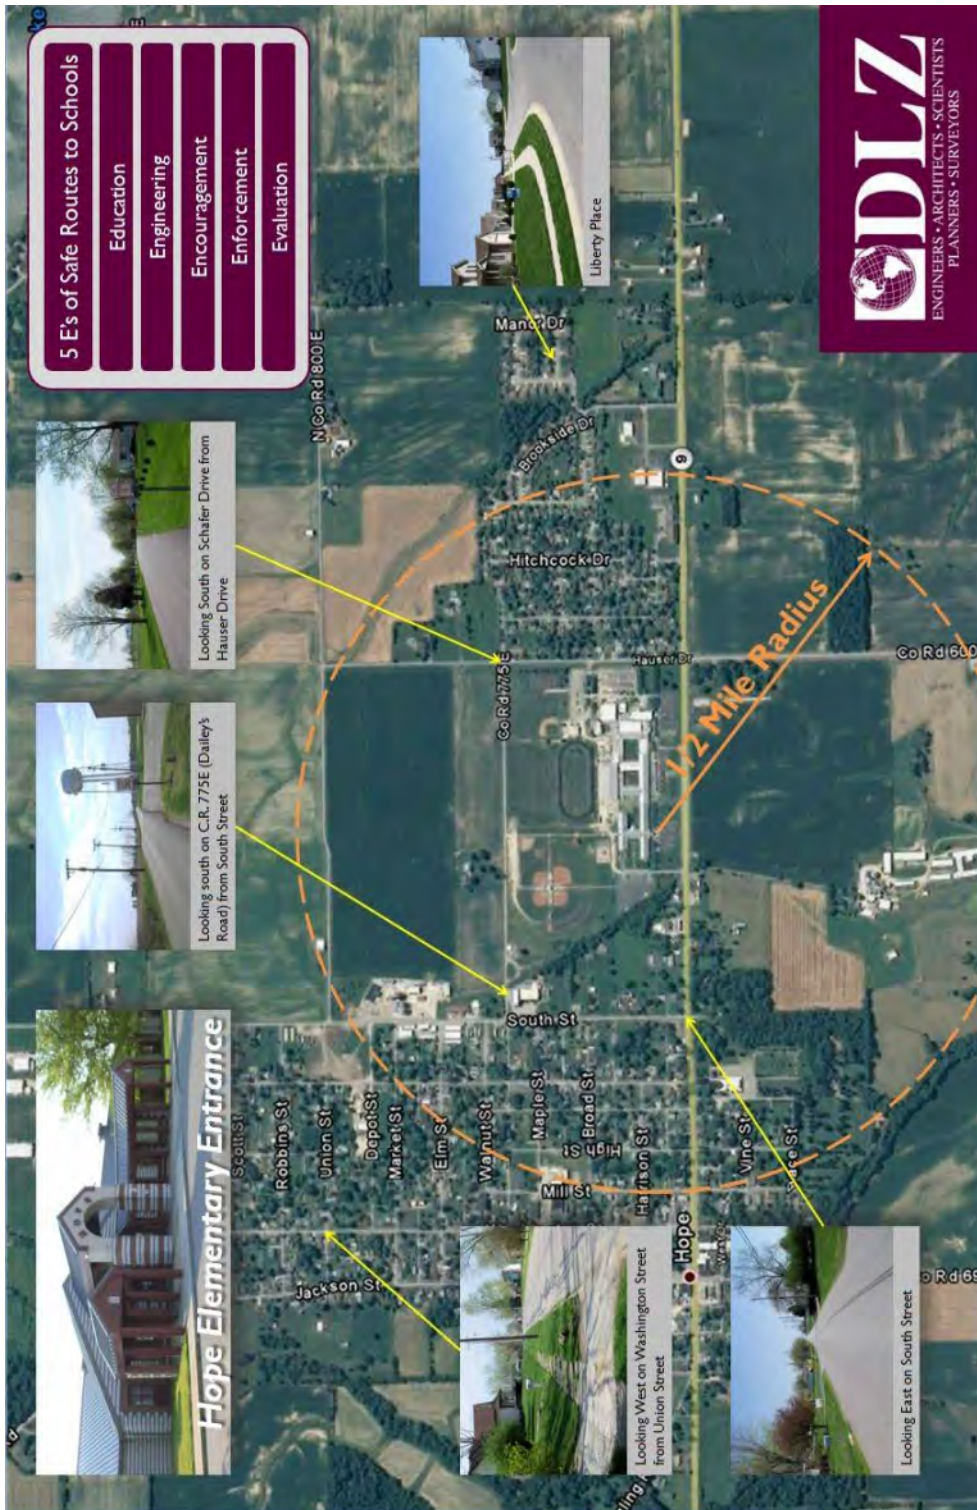 Hope Elementary Entrance
Looking south on C.R. 775E (Dailey's
Road) from South Street
Looking South on Schafer Drive from
Hauser Drive
5 E's of Safe Routes to Schools
Education
Engineering
Encouragement
Enforcement
Evaluation
Liberty Place
Looking West on Washington Street
from Union Street
Looking East on South Street
Scott St
Robbins St
Union St
Depot St
Market St
Elm St
Walnut St
Maple St
Broad St
High St
Mill St
Harrison St
Vine St
Race St
Jackson St
South St
Hope
West Dr
Co Rd 775 E
N Co Rd 800 E
Hauser Dr
Co Rd 600
Hitchcock Dr
Brookside Dr
Manor Dr
9
1/2 Mile Radius
DLZ
ENGINEERS • ARCHITECTS • SCIENTISTS
PLANNERS • SURVEYORS